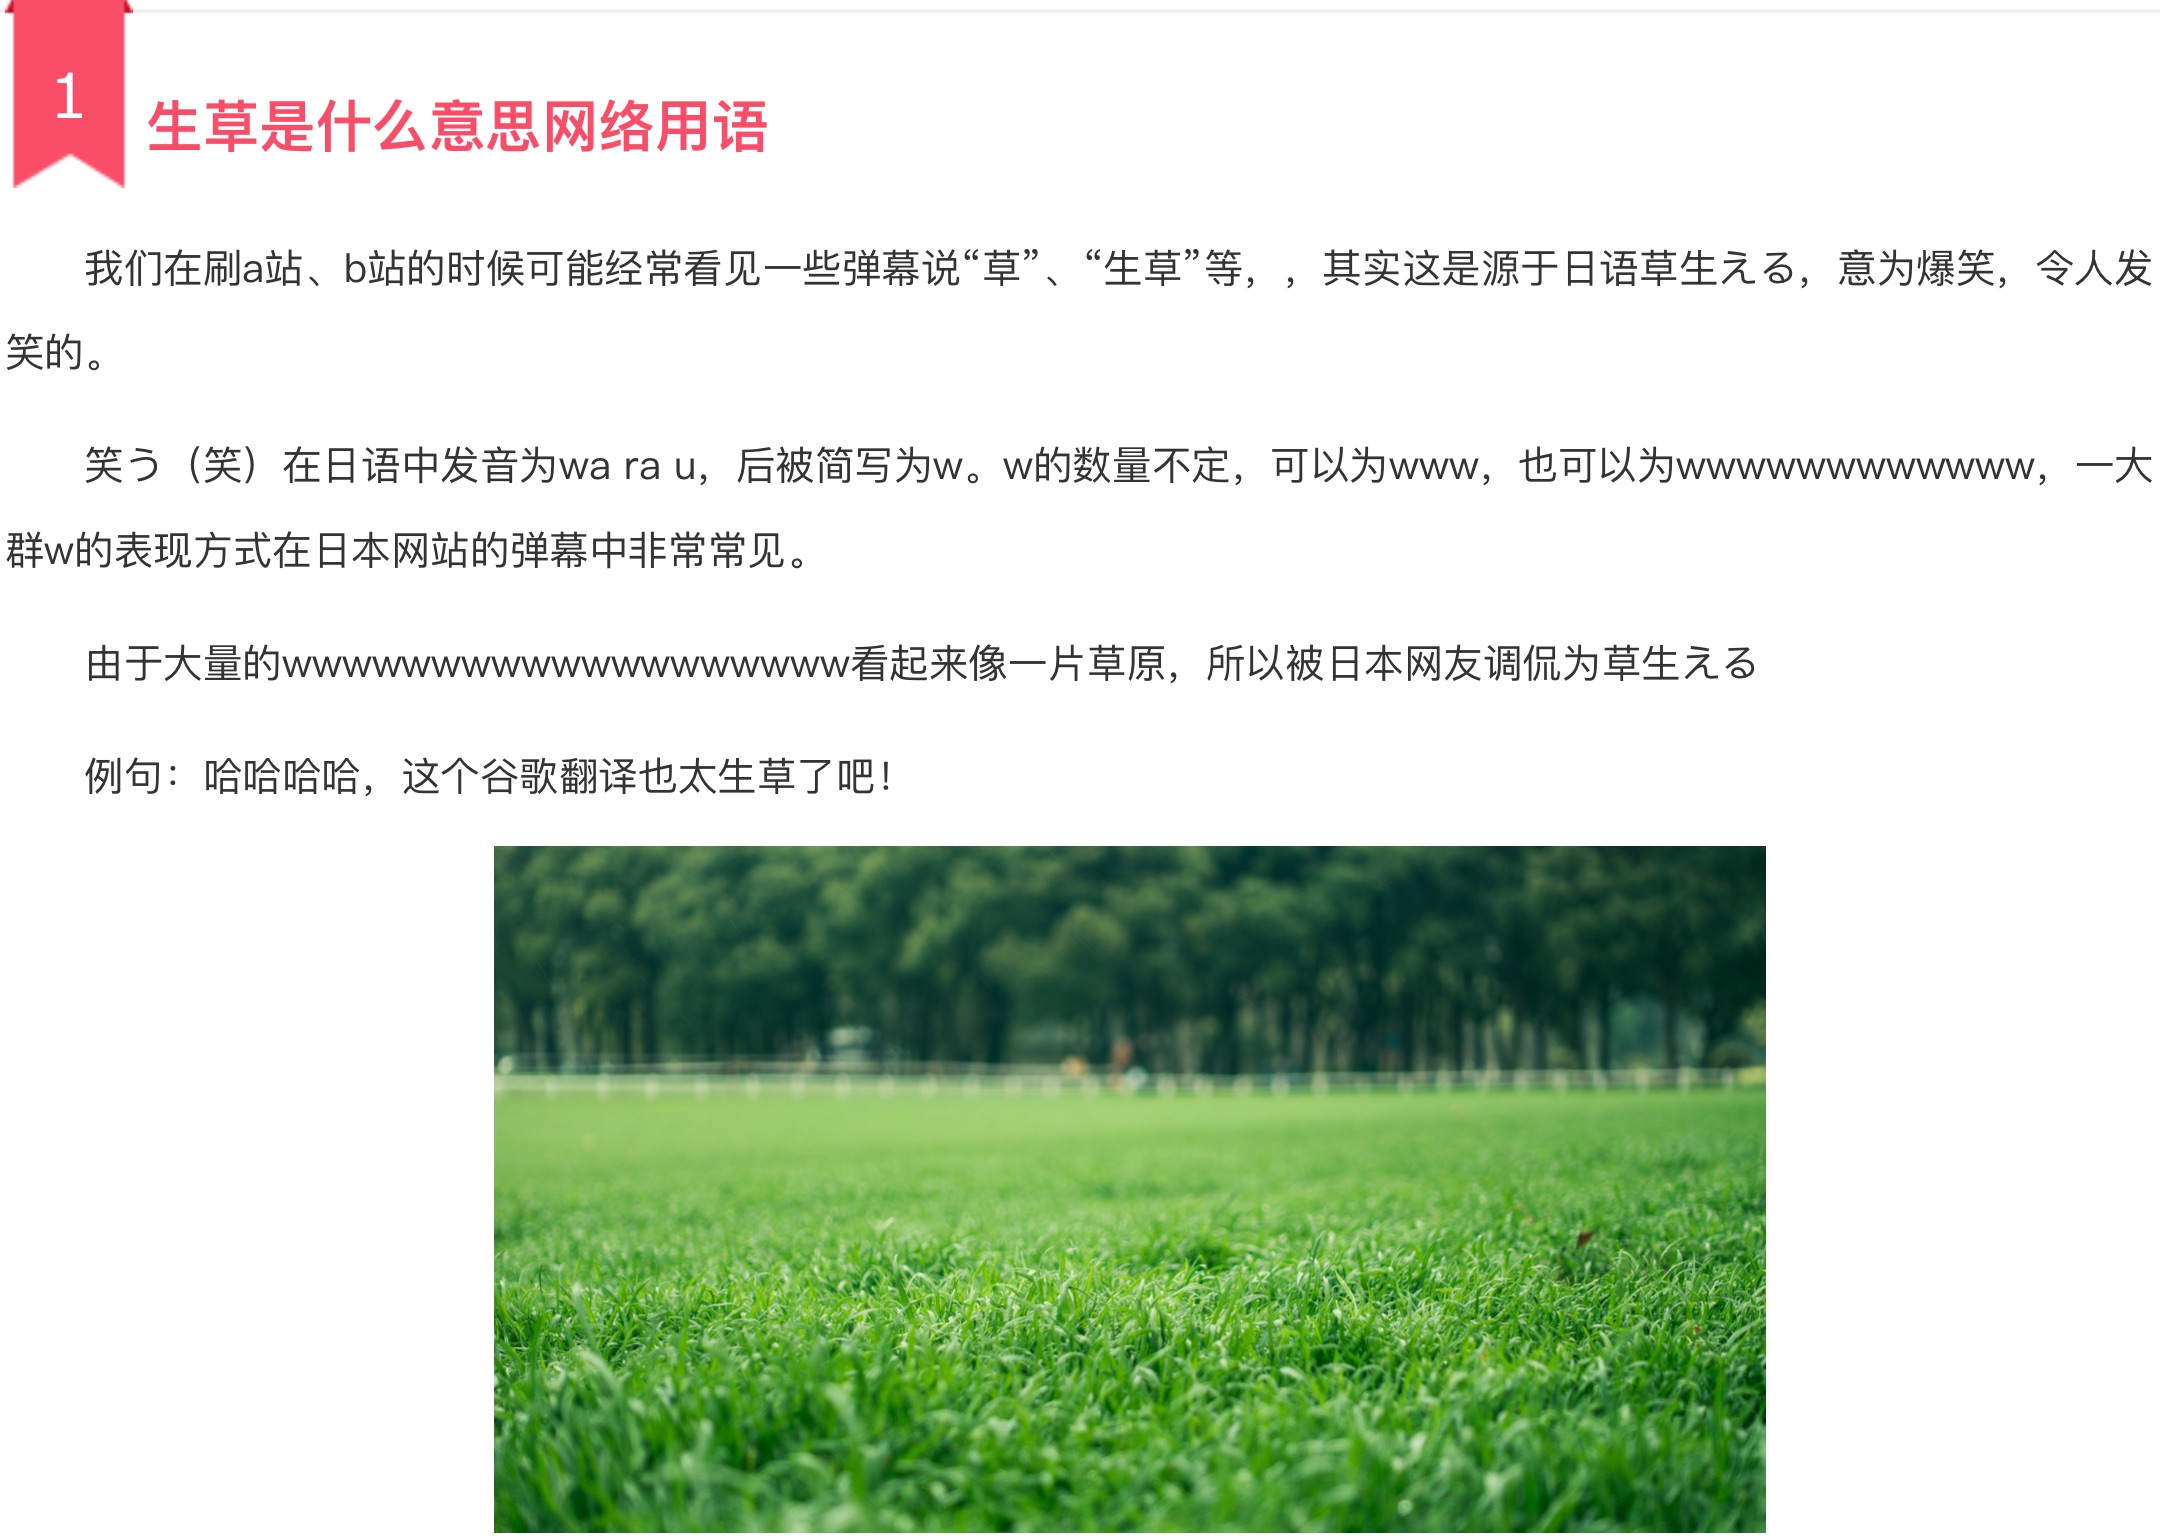 1
生草是什么意思网络用语
我们在刷a站、b站的时候可能经常看见一些弹幕说“草”、“生草”等，，其实这是源于日语草生える，意为爆笑，令人发
笑的。
笑う（笑）在日语中发音为wa ra u，后被简写为w。w的数量不定，可以为www，也可以为wwwwwwwwwwww，一大
群w的表现方式在日本网站的弹幕中非常常见。
由于大量的wwwwwwwwwwwwwwwwwww看起来像一片草原，所以被日本网友调侃为草生える
例句：哈哈哈哈，这个谷歌翻译也太生草了吧！